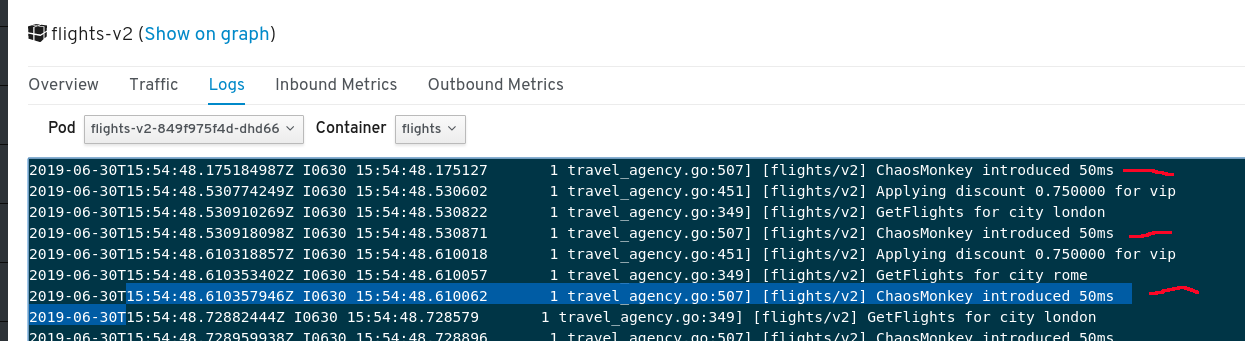 flights-v2 (Show on graph)
Overview Traffic Logs Inbound Metrics Outbound Metrics
Pod flights-v2-849f975f4d-dhd66 Container flights
2019-06-30T15:54:48.175184987Z I0630 15:54:48.175127 1 travel_agency.go:507] [flights/v2] ChaosMonkey introduced 50ms
2019-06-30T15:54:48.530774249Z I0630 15:54:48.530602 1 travel_agency.go:451] [flights/v2] Applying discount 0.750000 for vip
2019-06-30T15:54:48.530910269Z I0630 15:54:48.530822 1 travel_agency.go:349] [flights/v2] GetFlights for city london
2019-06-30T15:54:48.530918098Z I0630 15:54:48.530871 1 travel_agency.go:507] [flights/v2] ChaosMonkey introduced 50ms
2019-06-30T15:54:48.610318857Z I0630 15:54:48.610018 1 travel_agency.go:451] [flights/v2] Applying discount 0.750000 for vip
2019-06-30T15:54:48.610353402Z I0630 15:54:48.610057 1 travel_agency.go:349] [flights/v2] GetFlights for city rome
2019-06-30T15:54:48.610357946Z I0630 15:54:48.610062 1 travel_agency.go:507] [flights/v2] ChaosMonkey introduced 50ms
2019-06-30T15:54:48.72882444Z I0630 15:54:48.728579 1 travel_agency.go:349] [flights/v2] GetFlights for city london
2019-06-30T15:54:48.728959938Z I0630 15:54:48.728896 1 travel_agency.go:507] [flights/v2] ChaosMonkey introduced 50ms